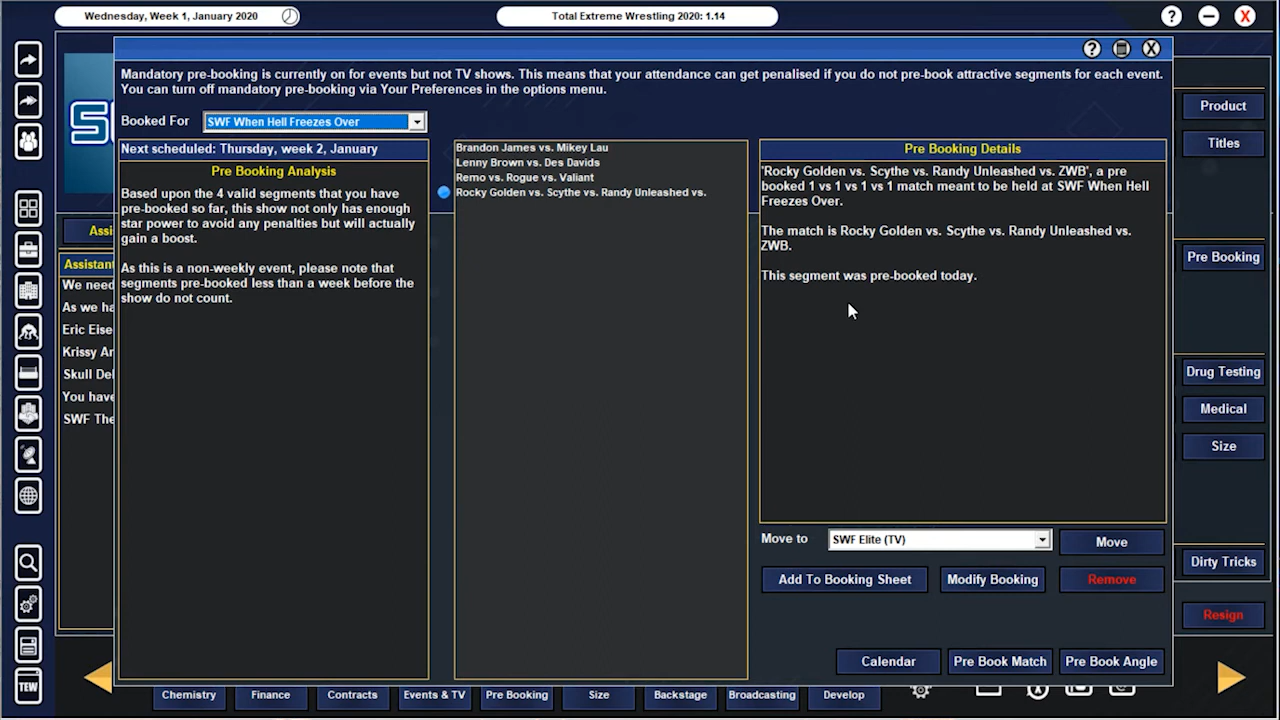 Wednesday, Week 1, January 2020
Total Extreme Wrestling 2020: 1.14
Mandatory pre-booking is currently on for events but not TV shows. This means that your attendance can get penalised if you do not pre-book attractive segments for each event.
You can turn off mandatory pre-booking via Your Preferences in the options menu.
Booked For
SWF When Hell Freezes Over
Next scheduled: Thursday, week 2, January
Pre Booking Analysis
Based upon the 4 valid segments that you have
pre-booked so far, this show not only has enough
star power to avoid any penalties but will actually
gain a boost.
As this is a non-weekly event, please note that
segments pre-booked less than a week before the
show do not count.
Brandon James vs. Mikey Lau
Lenny Brown vs. Des Davids
Remo vs. Rogue vs. Valiant
Rocky Golden vs. Scythe vs. Randy Unleashed vs.
Pre Booking Details
'Rocky Golden vs. Scythe vs. Randy Unleashed vs. ZWB', a pre
booked 1 vs 1 vs 1 vs 1 match meant to be held at SWF When Hell
Freezes Over.
The match is Rocky Golden vs. Scythe vs. Randy Unleashed vs.
ZWB.
This segment was pre-booked today.
Move to
SWF Elite (TV)
Move
Add To Booking Sheet
Modify Booking
Remove
Calendar
Pre Book Match
Pre Book Angle
Product
Titles
Pre Booking
Drug Testing
Medical
Size
Dirty Tricks
Resign
S
Assi
Assistant
We need
As we ha
Eric Eise
Krissy Ar
Skull Del
You have
SWF The
TEW
Chemistry
Finance
Contracts
Events & TV
Pre Booking
Size
Backstage
Broadcasting
Develop